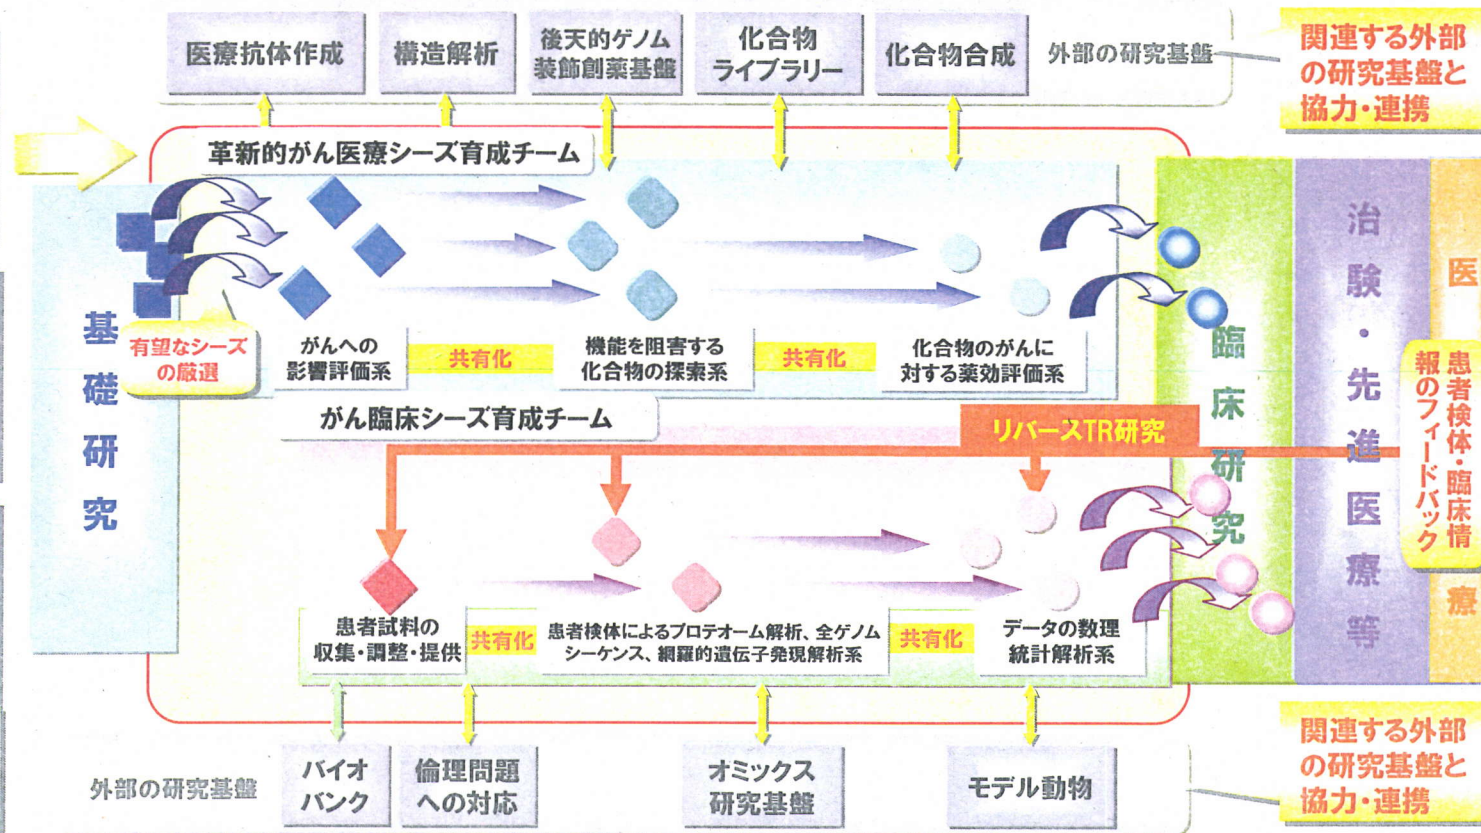 医療抗体作成
構造解析
後天的ゲノム
装飾創薬基盤
化合物
ライブラリー
化合物合成
外部の研究基盤
関連する外部
の研究基盤と
協力・連携
革新的がん医療シーズ育成チーム
基礎研究
有望なシーズ
の厳選
がんへの
影響評価系
共有化
機能を阻害する
化合物の探索系
共有化
化合物のがんに
対する薬効評価系
臨床研究
治験・先進医療等
医療
患者検体・臨床情
報のフィードバック
がん臨床シーズ育成チーム
リバースTR研究
患者試料の
収集・調整・提供
共有化
患者検体によるプロテオーム解析、全ゲノム
シーケンス、網羅的遺伝子発現解析系
共有化
データの数理
統計解析系
外部の研究基盤
バイオ
バンク
倫理問題
への対応
オミックス
研究基盤
モデル動物
関連する外部
の研究基盤と
協力・連携